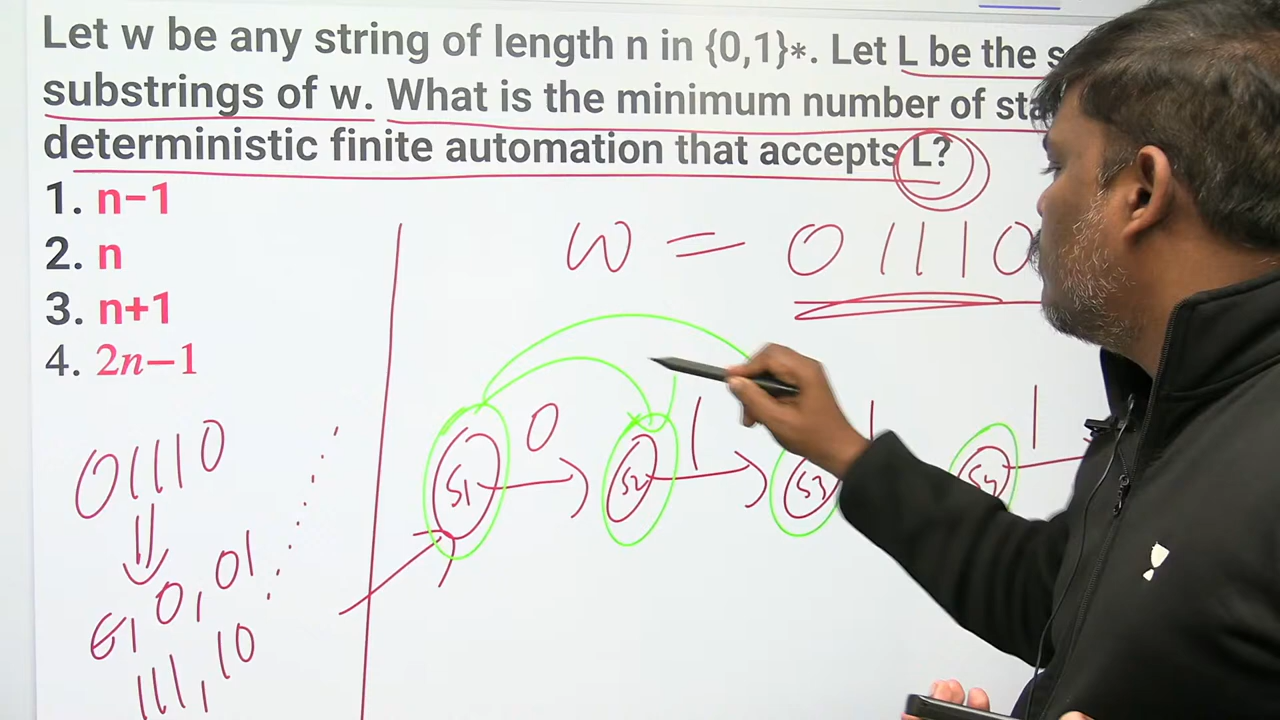 Let w be any string of length n in {0,1}*. Let L be the
substrings of w. What is the minimum number of
deterministic finite automation that accepts L?
1. n−1
2. n
3. n+1
4. 2n−1
w = 01110
0 1 1 1
S1 S2 S3 S4
01110
ϵ, 0, 01
111, 10